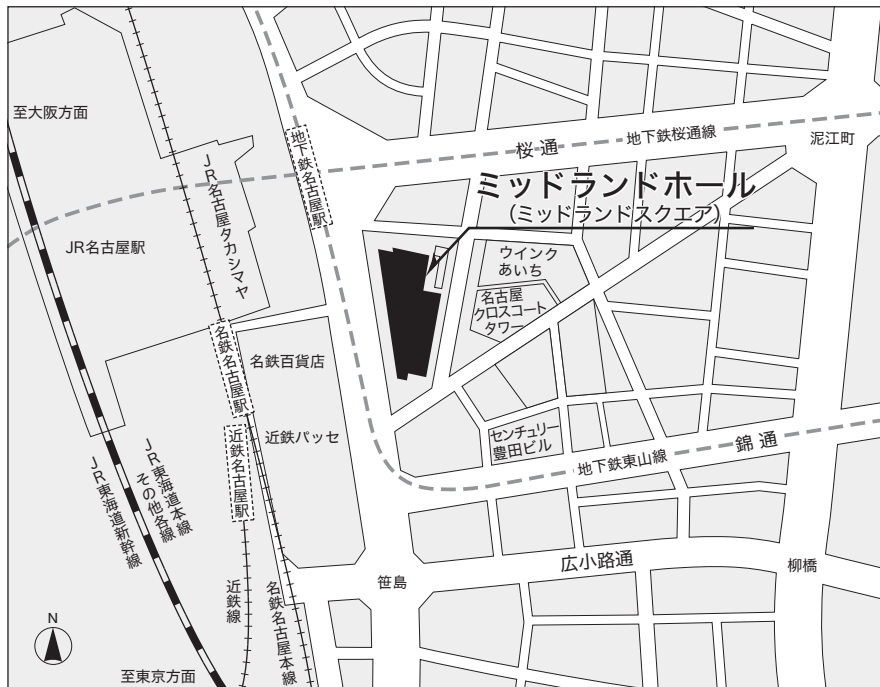 至大阪方面
JR名古屋駅
JR名古屋タカシマヤ
地下鉄名古屋駅
桜通
地下鉄桜通線
泥江町
ミッドランドホール
（ミッドランドスクエア）
ウインク
あいち
名古屋
クロスコート
タワー
名鉄名古屋駅
名鉄百貨店
近鉄名古屋駅
近鉄パッセ
センチュリー
豊田ビル
地下鉄東山線
錦通
JR東海道本線
その他各線
JR東海道新幹線
近鉄線
名鉄名古屋本線
笹島
広小路通
柳橋
N
至東京方面